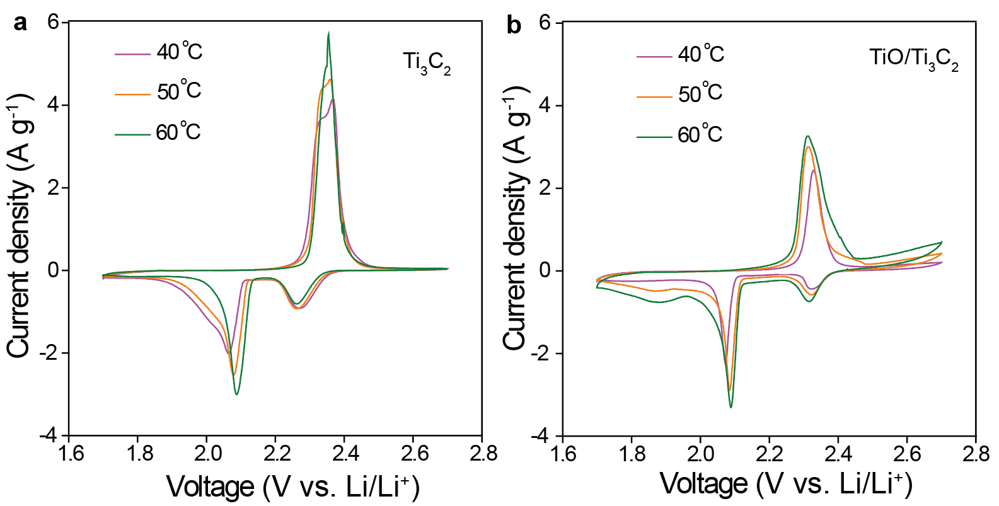 a
6
4
2
0
-2
-4
1.6 1.8 2.0 2.2 2.4 2.6 2.8
Current density (A g⁻¹)
Voltage (V vs. Li/Li⁺)
40°C
50°C
60°C
Ti₃C₂
b
6
4
2
0
-2
-4
1.6 1.8 2.0 2.2 2.4 2.6 2.8
Current density (A g⁻¹)
Voltage (V vs. Li/Li⁺)
40°C
50°C
60°C
TiO/Ti₃C₂